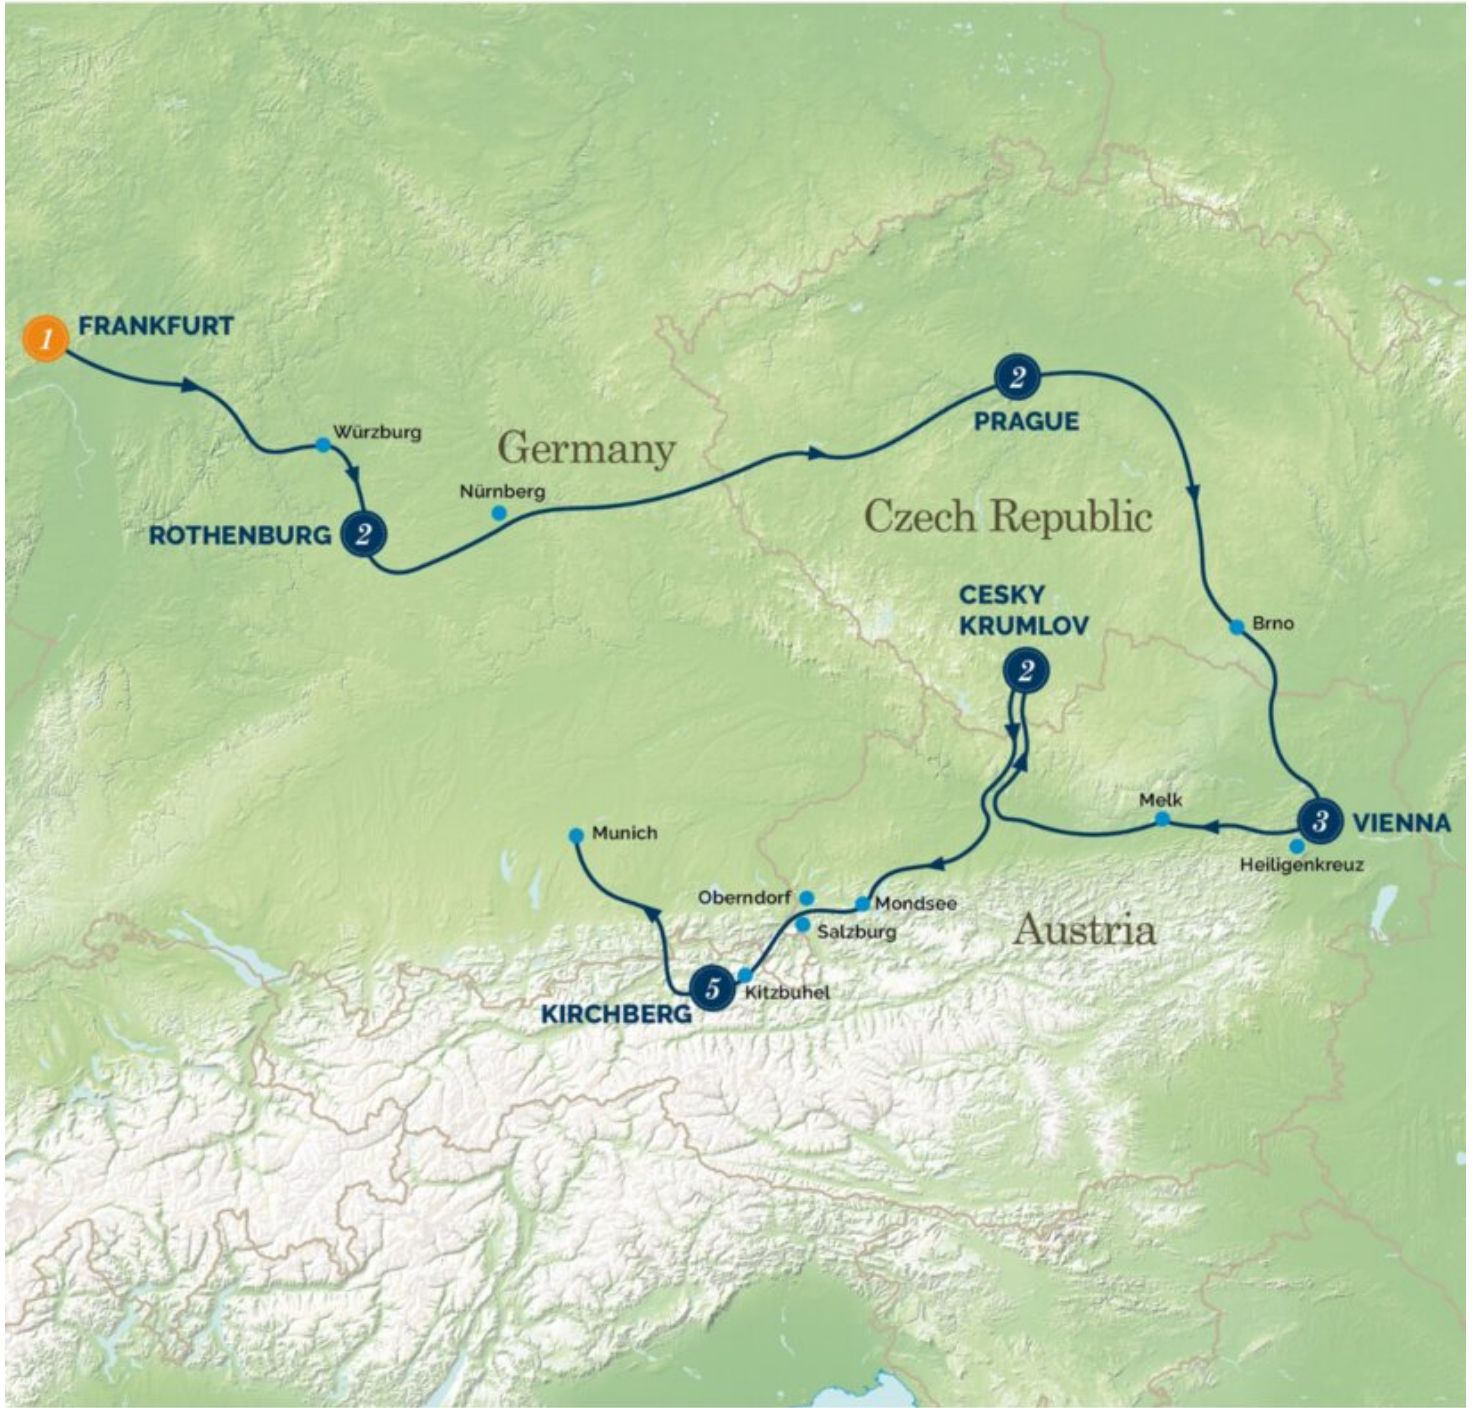 1 FRANKFURT
2
PRAGUE
Würzburg
Germany
Nürnberg
ROTHENBURG 2
Czech Republic
CESKY
KRUMLOV
2
Brno
Melk
3 VIENNA
Munich
Heiligenkreuz
Oberndorf
Mondsee
Salzburg
Austria
5
Kitzbuhel
KIRCHBERG